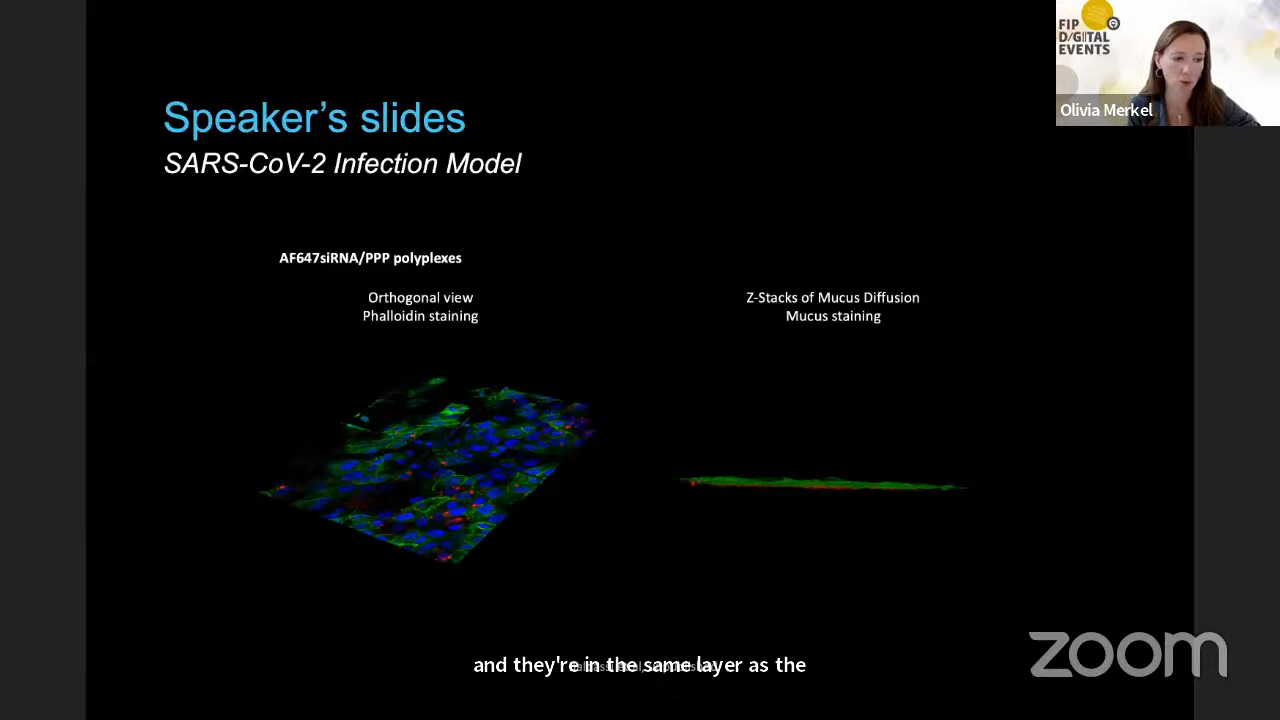 FIP
DIGITAL
EVENTS
Olivia Merkel
Speaker's slides
SARS-CoV-2 Infection Model
AF647siRNA/PPP polyplexes
Orthogonal view
Phalloidin staining
Z-Stacks of Mucus Diffusion
Mucus staining
and they're in the same layer as the
zoom